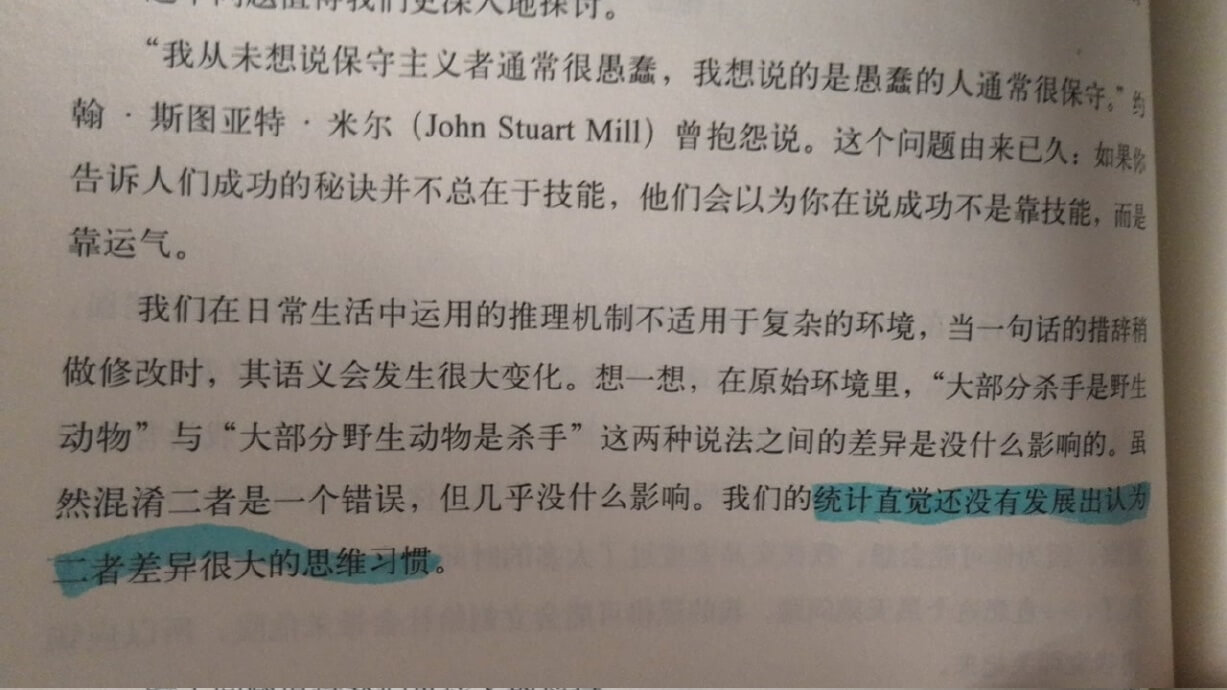 这个问题值得我们更深入地探讨。
“我从未想说保守主义者通常很愚蠢，我想说的是愚蠢的人通常很保守。”约
翰·斯图亚特·米尔（John Stuart Mill）曾抱怨说。这个问题由来已久：如果你
告诉人们成功的秘诀并不总在于技能，他们会以为你在说成功不是靠技能，而是
靠运气。
我们在日常生活中运用的推理机制不适用于复杂的环境，当一句话的措辞稍
做修改时，其语义会发生很大变化。想一想，在原始环境里，“大部分杀手是野生
动物”与“大部分野生动物是杀手”这两种说法之间的差异是没什么影响的。虽
然混淆二者是一个错误，但几乎没什么影响。我们的统计直觉还没有发展出认为
二者差异很大的思维习惯。